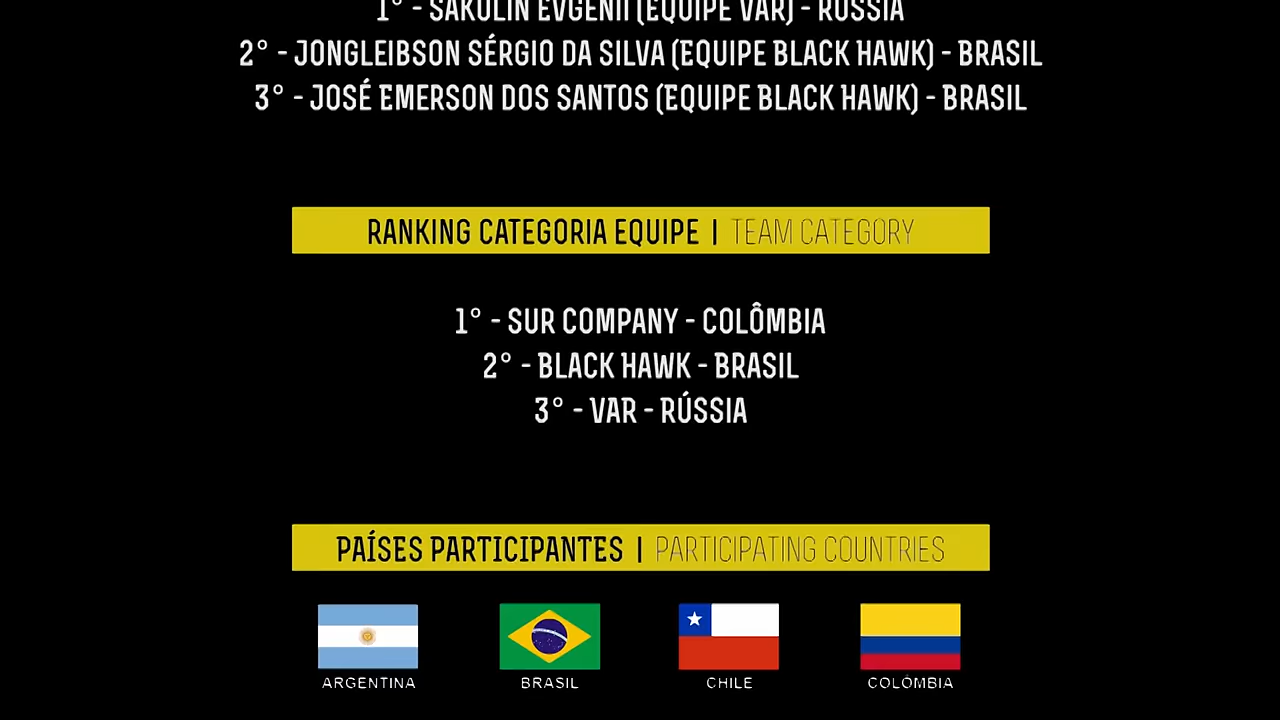 1° - SAKULIN EVGENII (EQUIPE VAR) - RÚSSIA
2° - JONGLEIBSON SÉRGIO DA SILVA (EQUIPE BLACK HAWK) - BRASIL
3° - JOSÉ EMERSON DOS SANTOS (EQUIPE BLACK HAWK) - BRASIL
RANKING CATEGORIA EQUIPE | TEAM CATEGORY
1° - SUR COMPANY - COLÔMBIA
2° - BLACK HAWK - BRASIL
3° - VAR - RÚSSIA
PAÍSES PARTICIPANTES | PARTICIPATING COUNTRIES
ARGENTINA BRASIL CHILE COLÔMBIA